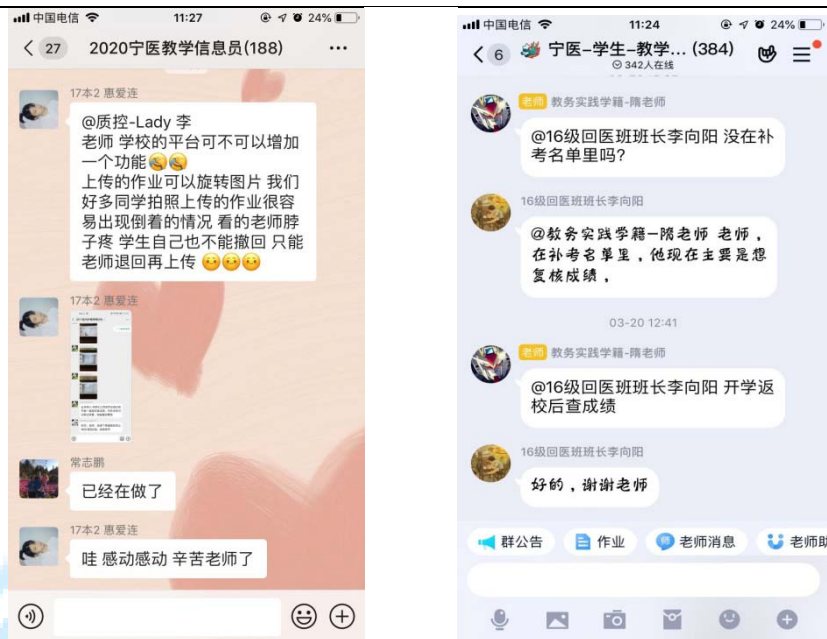 中国电信 11:27 24%
27 2020宁医教学信息员(188)
17本2 惠爱连
@质控-Lady 李
老师 学校的平台可不可以增加
一个功能
上传的作业可以旋转图片 我们
好多同学拍照上传的作业很容
易出现倒着的情况 看的老师脖
子疼 学生自己也不能撤回 只能
老师退回再上传
17本2 惠爱连
常志鹏
已经在做了
17本2 惠爱连
哇 感动感动 辛苦老师了
中国电信 11:24 24%
6 宁医-学生-教学... (384)
342人在线
老师 教务实践学籍-隋老师
@16级回医班班长李向阳 没在补
考名单里吗?
16级回医班班长李向阳
@教务实践学籍-隋老师 老师，
在补考名单里，他现在主要是想
复核成绩，
03-20 12:41
老师 教务实践学籍-隋老师
@16级回医班班长李向阳 开学返
校后查成绩
16级回医班班长李向阳
好的，谢谢老师
群公告 作业 师 老师消息 老师助